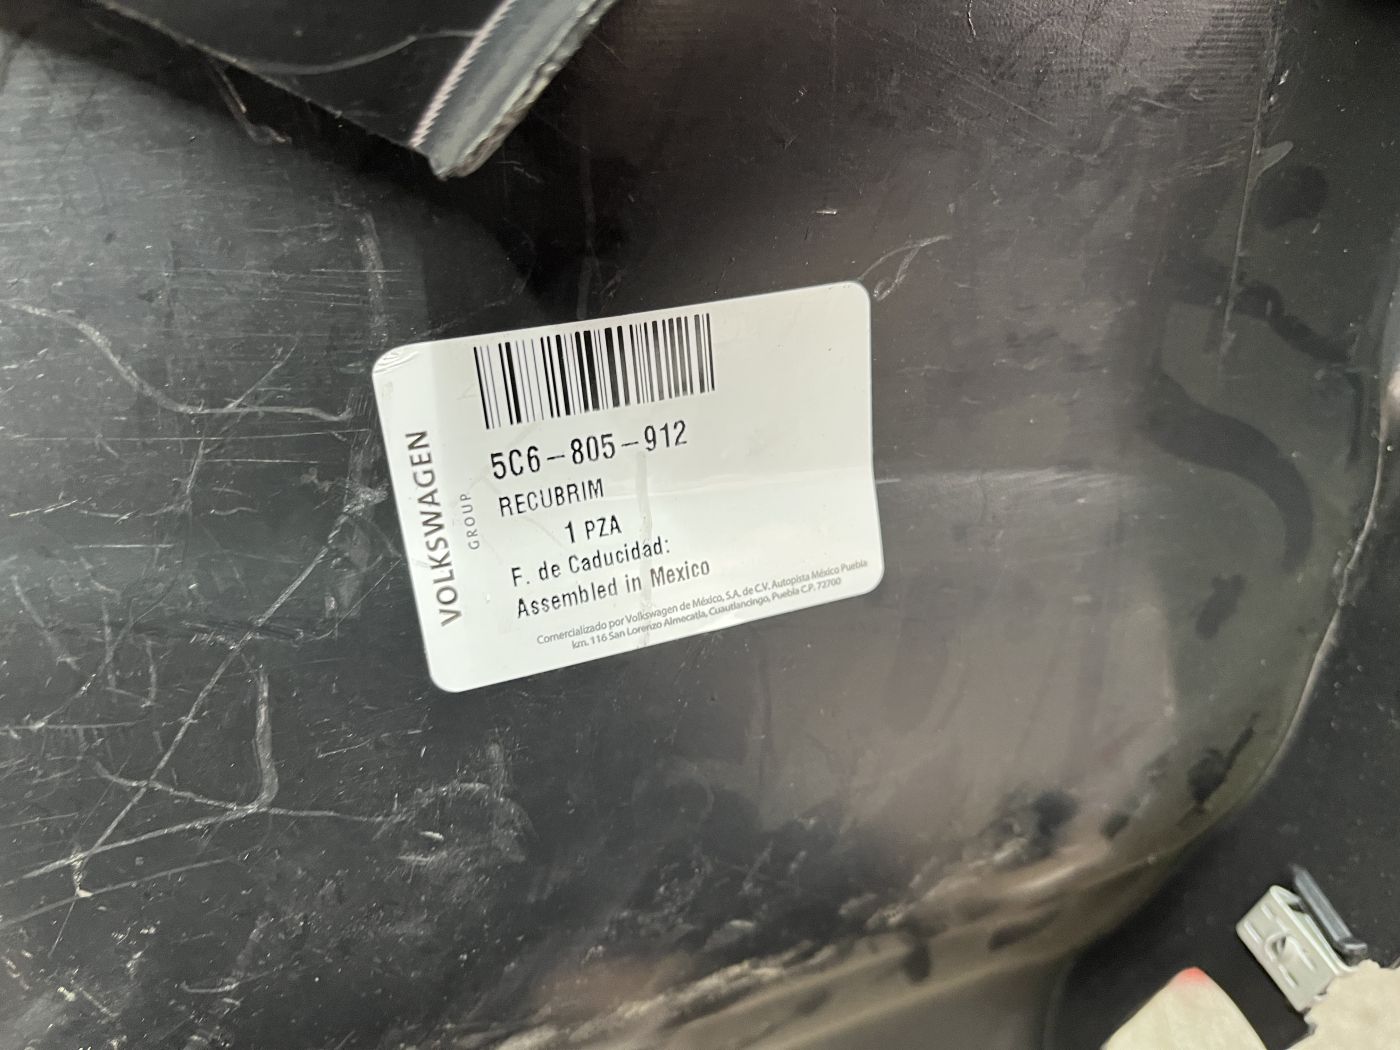 VOLKSWAGEN
GROUP
5C6-805-912
RECUBRIM
1 PZA
F. de Caducidad:
Assembled in Mexico
Comercializado por Volkswagen de México, S.A. de C.V. Autopista México Puebla
km. 116 San Lorenzo Almecatla, Cuautlancingo, Puebla C.P. 72700